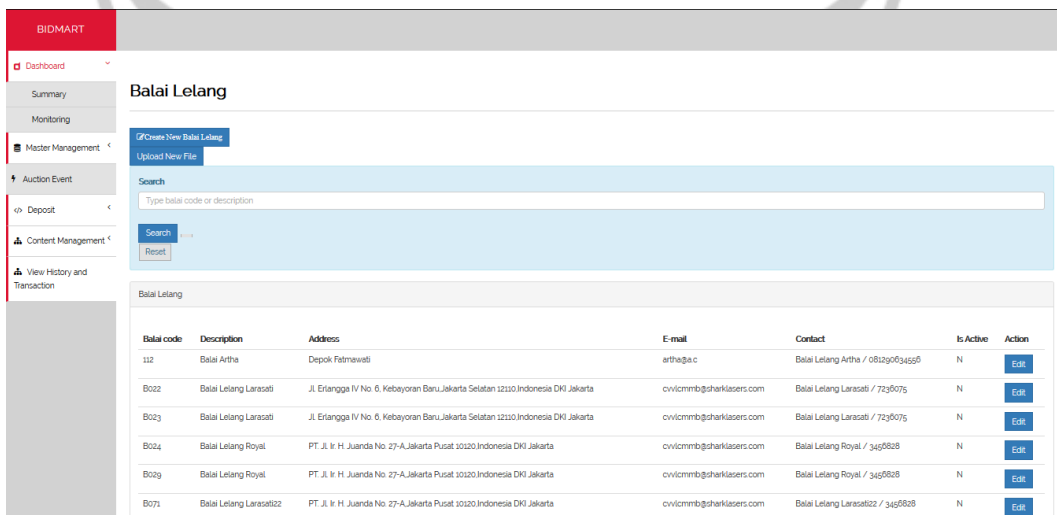 BIDMART
Dashboard
Summary
Monitoring
Master Management
Auction Event
Deposit
Content Management
View History and
Transaction
Balai Lelang
Create New Balai Lelang
Upload New File
Search
Type balai code or description
Search
Reset
Balai Lelang
Balai code Description Address E-mail Contact Is Active Action
112 Balai Artha Depok Fatmawati artha@a.c Balai Lelang Artha / 081290634556 N Edit
B022 Balai Lelang Larasati Jl. Erlangga IV No. 6, Kebayoran Baru,Jakarta Selatan 12110,Indonesia DKI Jakarta cvvlcmmb@sharklasers.com Balai Lelang Larasati / 7236075 N Edit
B023 Balai Lelang Larasati Jl. Erlangga IV No. 6, Kebayoran Baru,Jakarta Selatan 12110,Indonesia DKI Jakarta cvvlcmmb@sharklasers.com Balai Lelang Larasati / 7236075 N Edit
B024 Balai Lelang Royal PT. Jl. Ir. H. Juanda No. 27-A,Jakarta Pusat 10120,Indonesia DKI Jakarta cvvlcmmb@sharklasers.com Balai Lelang Royal / 3456828 N Edit
B029 Balai Lelang Royal PT. Jl. Ir. H. Juanda No. 27-A,Jakarta Pusat 10120,Indonesia DKI Jakarta cvvlcmmb@sharklasers.com Balai Lelang Royal / 3456828 N Edit
B071 Balai Lelang Larasati22 PT. Jl. Ir. H. Juanda No. 27-A,Jakarta Pusat 10120,Indonesia DKI Jakarta cvvlcmmb@sharklasers.com Balai Lelang Larasati22 / 3456828 N Edit